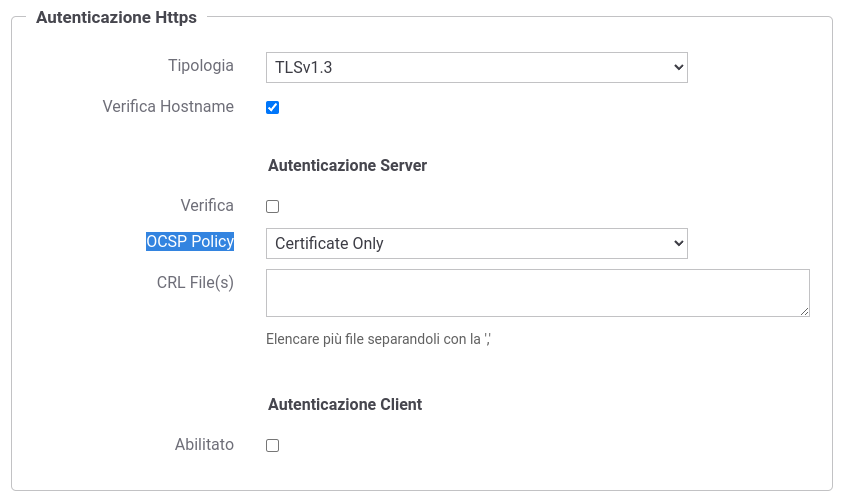 Autenticazione Https
Tipologia TLSv1.3
Verifica Hostname
Autenticazione Server
Verifica
OCSP Policy Certificate Only
CRL File(s)
Elencare più file separandoli con la ','
Autenticazione Client
Abilitato